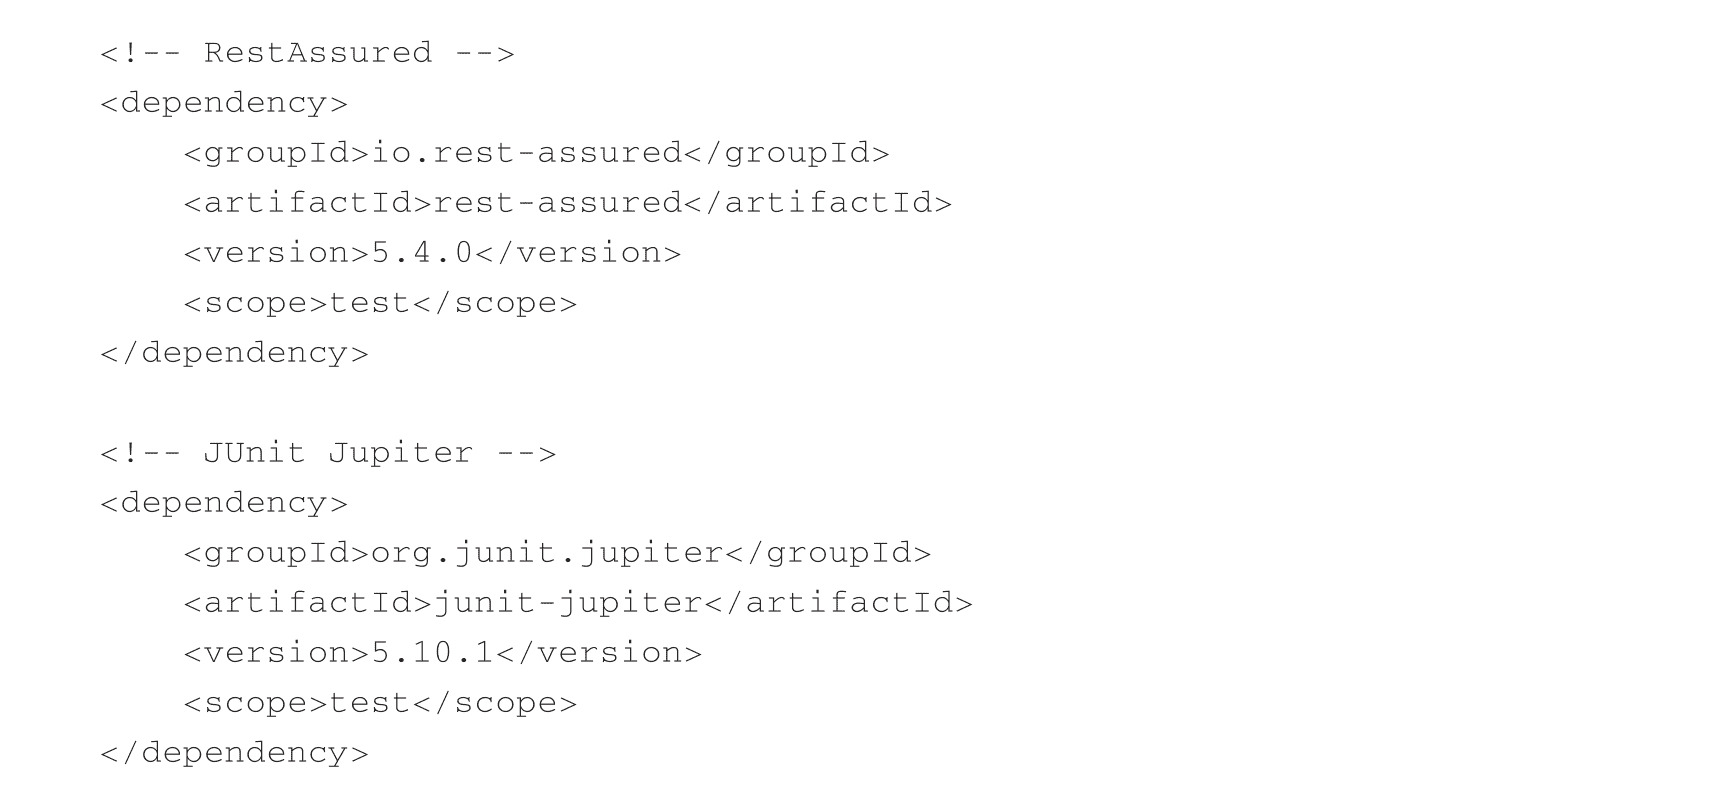 <!-- RestAssured -->
<dependency>
    <groupId>io.rest-assured</groupId>
    <artifactId>rest-assured</artifactId>
    <version>5.4.0</version>
    <scope>test</scope>
</dependency>

<!-- JUnit Jupiter -->
<dependency>
    <groupId>org.junit.jupiter</groupId>
    <artifactId>junit-jupiter</artifactId>
    <version>5.10.1</version>
    <scope>test</scope>
</dependency>